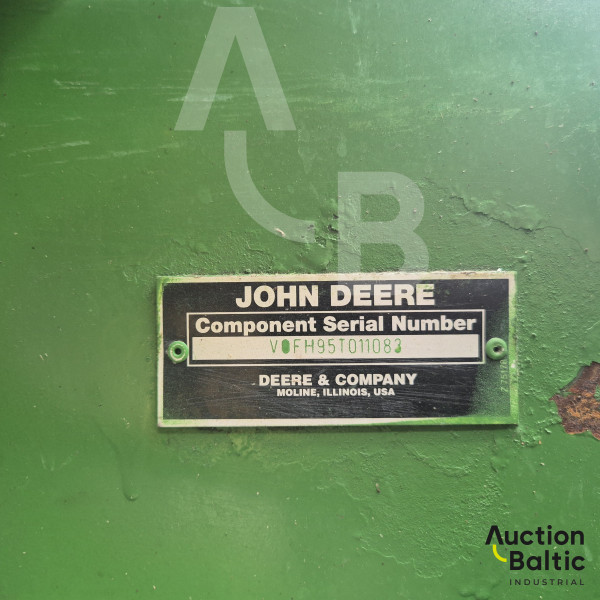 A
B
JOHN DEERE
Component Serial Number
V0FH95T011083
DEERE & COMPANY
MOLINE, ILLINOIS, USA
Auction
Baltic
INDUSTRIAL